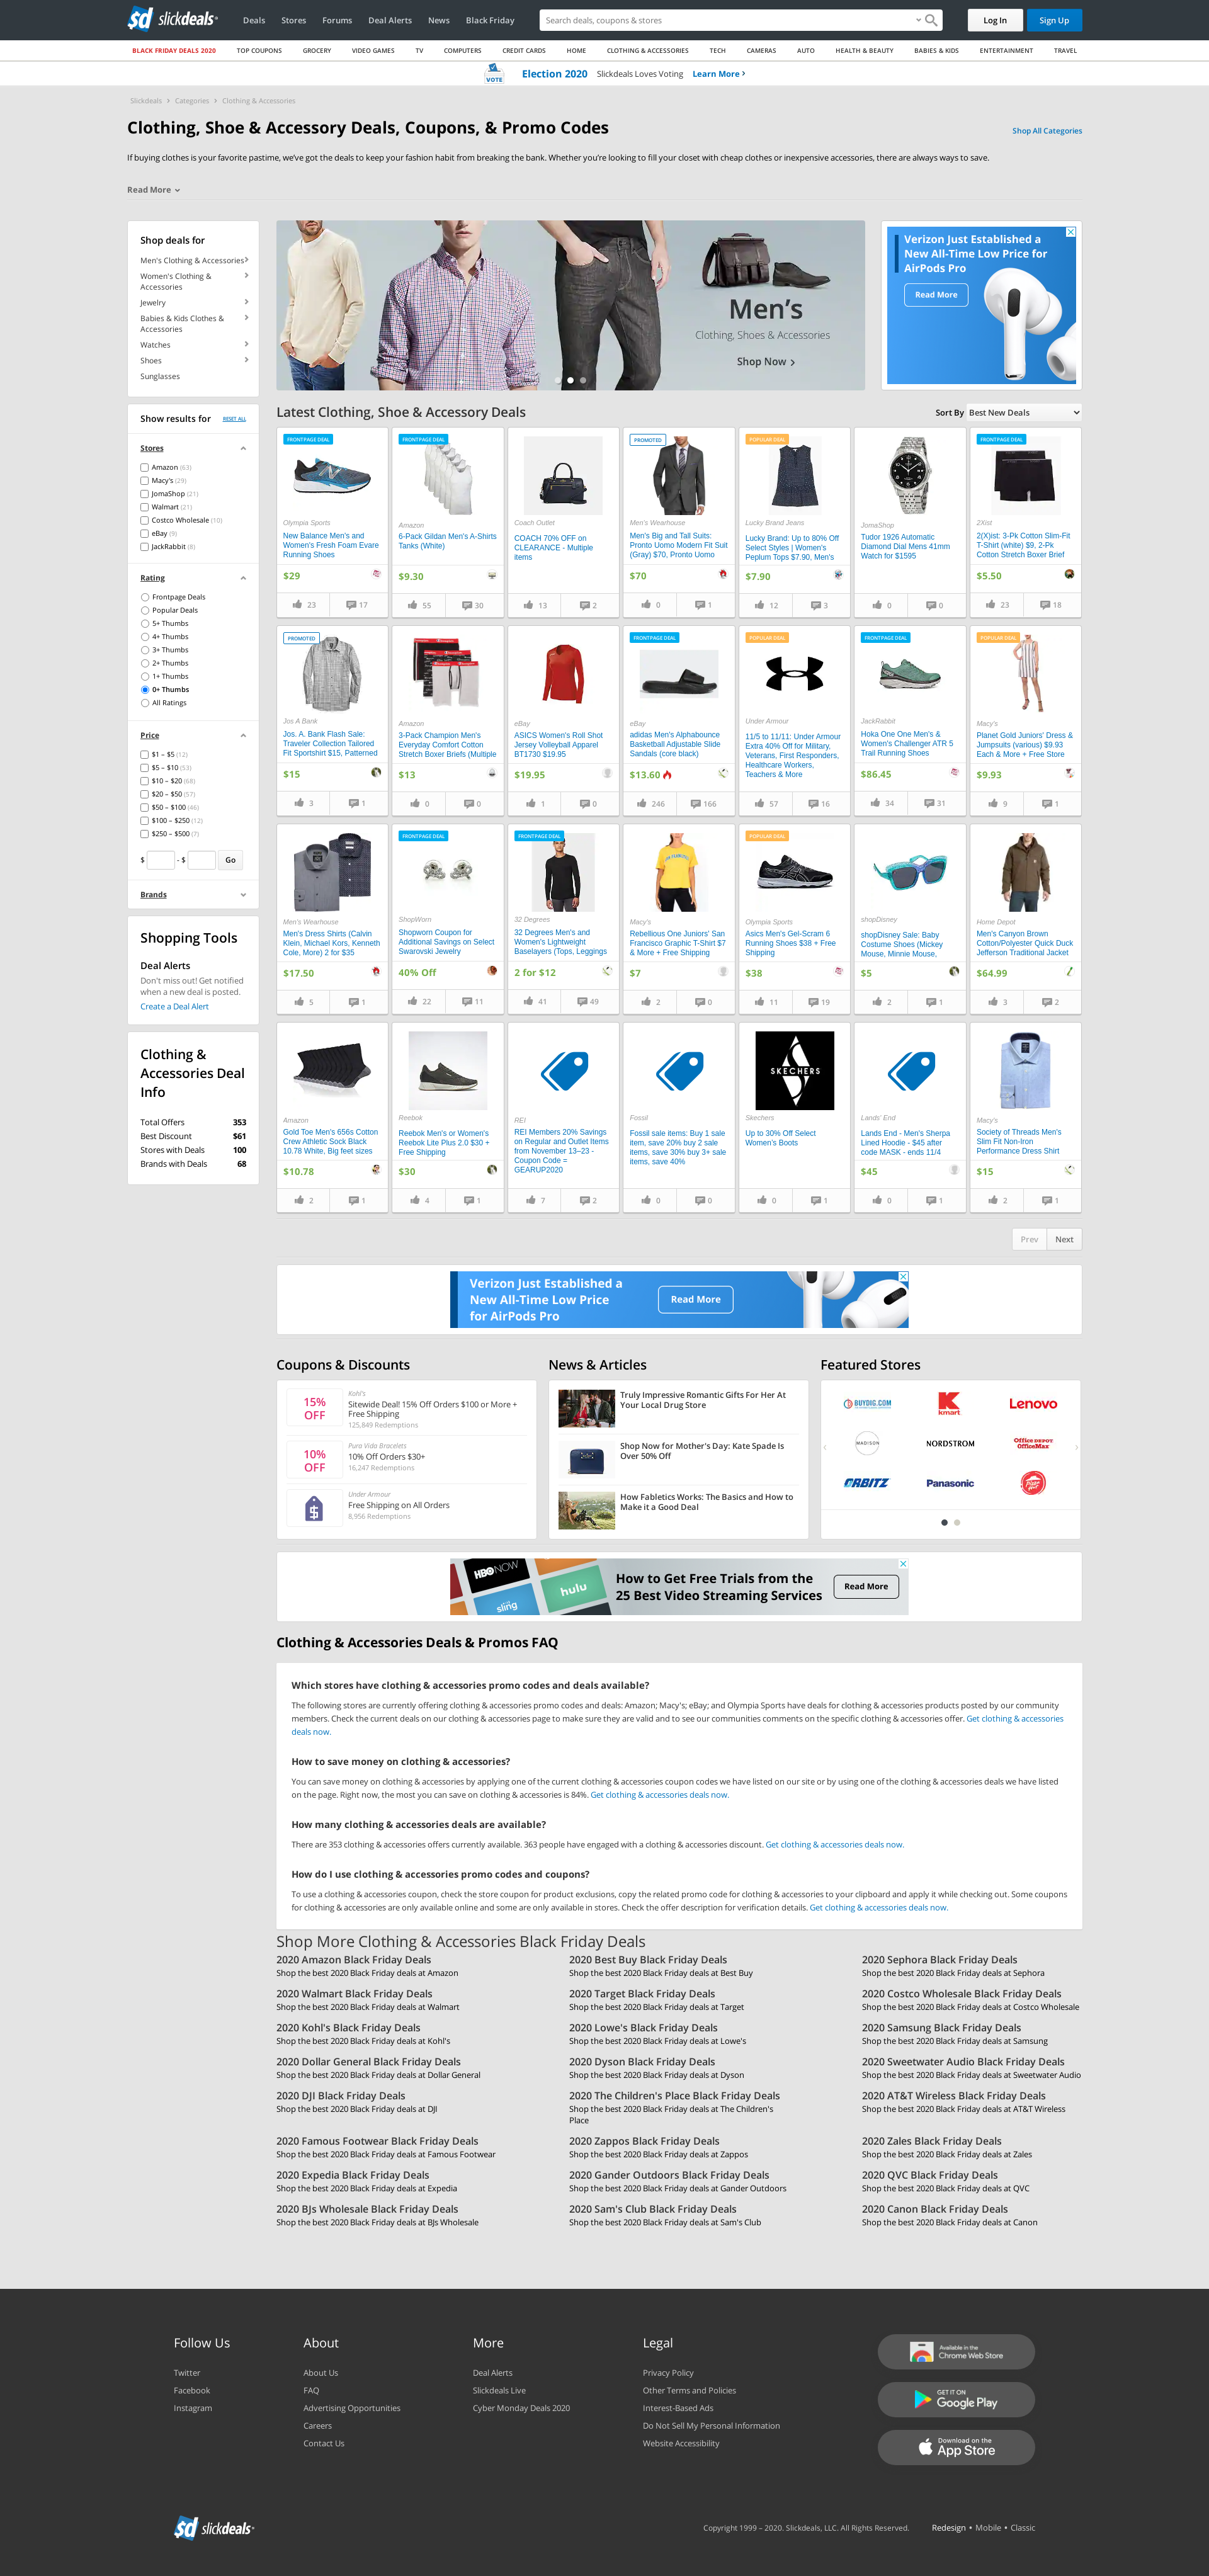 sd slickdeals
Deals Stores Forums Deal Alerts News Black Friday
Search deals, coupons & stores
Log In
Sign Up
BLACK FRIDAY DEALS 2020 TOP COUPONS GROCERY VIDEO GAMES TV COMPUTERS CREDIT CARDS HOME CLOTHING & ACCESSORIES TECH CAMERAS AUTO HEALTH & BEAUTY BABIES & KIDS ENTERTAINMENT TRAVEL
VOTE
Election 2020 Slickdeals Loves Voting Learn More
Slickdeals Categories Clothing & Accessories
Clothing, Shoe & Accessory Deals, Coupons, & Promo Codes
Shop All Categories
If buying clothes is your favorite pastime, we've got the deals to keep your fashion habit from breaking the bank. Whether you're looking to fill your closet with cheap clothes or inexpensive accessories, there are always ways to save.
Read More
Shop deals for
Men's Clothing & Accessories
Women's Clothing &
Accessories
Jewelry
Babies & Kids Clothes &
Accessories
Watches
Shoes
Sunglasses
Show results for
RESET ALL
Stores
Amazon (63)
Macy's (29)
JomaShop (21)
Walmart (21)
Costco Wholesale (10)
eBay (9)
JackRabbit (8)
Rating
Frontpage Deals
Popular Deals
5+ Thumbs
4+ Thumbs
3+ Thumbs
2+ Thumbs
1+ Thumbs
0+ Thumbs
All Ratings
Price
$1 – $5 (12)
$5 – $10 (53)
$10 – $20 (68)
$20 – $50 (57)
$50 – $100 (46)
$100 – $250 (12)
$250 – $500 (7)
$ - $ Go
Brands
Shopping Tools
Deal Alerts
Don't miss out! Get notified
when a new deal is posted.
Create a Deal Alert
Clothing &
Accessories Deal
Info
Total Offers 353
Best Discount $61
Stores with Deals 100
Brands with Deals 68
Men's
Clothing, Shoes & Accessories
Shop Now
Verizon Just Established a
New All-Time Low Price for
AirPods Pro
Read More
Latest Clothing, Shoe & Accessory Deals
Sort By Best New Deals
FRONTPAGE DEAL
Olympia Sports
New Balance Men's and
Women's Fresh Foam Evare
Running Shoes
$29
23 17
FRONTPAGE DEAL
Amazon
6-Pack Gildan Men's A-Shirts
Tanks (White)
$9.30
55 30
Coach Outlet
COACH 70% OFF on
CLEARANCE - Multiple
items
13 2
PROMOTED
Men's Wearhouse
Men's Big and Tall Suits:
Pronto Uomo Modern Fit Suit
(Gray) $70, Pronto Uomo
$70
0 1
POPULAR DEAL
Lucky Brand Jeans
Lucky Brand: Up to 80% Off
Select Styles | Women's
Peplum Tops $7.90, Men's
$7.90
12 3
JomaShop
Tudor 1926 Automatic
Diamond Dial Mens 41mm
Watch for $1595
0 0
FRONTPAGE DEAL
2Xist
2(X)ist: 3-Pk Cotton Slim-Fit
T-Shirt (white) $9, 2-Pk
Cotton Stretch Boxer Brief
$5.50
23 18
PROMOTED
Jos A Bank
Jos. A. Bank Flash Sale:
Traveler Collection Tailored
Fit Sportshirt $15, Patterned
$15
3 1
Amazon
3-Pack Champion Men's
Everyday Comfort Cotton
Stretch Boxer Briefs (Multiple
$13
0 0
eBay
ASICS Women's Roll Shot
Jersey Volleyball Apparel
BT1730 $19.95
$19.95
1 0
FRONTPAGE DEAL
eBay
adidas Men's Alphabounce
Basketball Adjustable Slide
Sandals (core black)
$13.60
246 166
POPULAR DEAL
Under Armour
11/5 to 11/11: Under Armour
Extra 40% Off for Military,
Veterans, First Responders,
Healthcare Workers,
Teachers & More
57 16
FRONTPAGE DEAL
JackRabbit
Hoka One One Men's &
Women's Challenger ATR 5
Trail Running Shoes
$86.45
34 31
POPULAR DEAL
Macy's
Planet Gold Juniors' Dress &
Jumpsuits (various) $9.93
Each & More + Free Store
$9.93
9 1
Men's Wearhouse
Men's Dress Shirts (Calvin
Klein, Michael Kors, Kenneth
Cole, More) 2 for $35
$17.50
5 1
FRONTPAGE DEAL
ShopWorn
Shopworn Coupon for
Additional Savings on Select
Swarovski Jewelry
40% Off
22 11
FRONTPAGE DEAL
32 Degrees
32 Degrees Men's and
Women's Lightweight
Baselayers (Tops, Leggings
2 for $12
41 49
Macy's
Rebellious One Juniors' San
Francisco Graphic T-Shirt $7
& More + Free Shipping
$7
2 0
POPULAR DEAL
Olympia Sports
Asics Men's Gel-Scram 6
Running Shoes $38 + Free
Shipping
$38
11 19
shopDisney
shopDisney Sale: Baby
Costume Shoes (Mickey
Mouse, Minnie Mouse,
$5
2 1
Home Depot
Men's Canyon Brown
Cotton/Polyester Quick Duck
Jefferson Traditional Jacket
$64.99
3 2
Amazon
Gold Toe Men's 656s Cotton
Crew Athletic Sock Black
10.78 White, Big feet sizes
$10.78
2 1
Reebok
Reebok Men's or Women's
Reebok Lite Plus 2.0 $30 +
Free Shipping
$30
4 1
REI
REI Members 20% Savings
on Regular and Outlet Items
from November 13–23 -
Coupon Code =
GEARUP2020
7 2
Fossil
Fossil sale items: Buy 1 sale
item, save 20% buy 2 sale
items, save 30% buy 3+ sale
items, save 40%
0 0
SKECHERS
Skechers
Up to 30% Off Select
Women's Boots
0 1
Lands' End
Lands End - Men's Sherpa
Lined Hoodie - $45 after
code MASK - ends 11/4
$45
0 1
Macy's
Society of Threads Men's
Slim Fit Non-Iron
Performance Dress Shirt
$15
2 1
Prev Next
Verizon Just Established a
New All-Time Low Price
for AirPods Pro
Read More
Coupons & Discounts
15%
OFF
Kohl's
Sitewide Deal! 15% Off Orders $100 or More +
Free Shipping
125,849 Redemptions
10%
OFF
Pura Vida Bracelets
10% Off Orders $30+
16,247 Redemptions
Under Armour
Free Shipping on All Orders
8,956 Redemptions
News & Articles
Truly Impressive Romantic Gifts For Her At
Your Local Drug Store
Shop Now for Mother's Day: Kate Spade Is
Over 50% Off
How Fabletics Works: The Basics and How to
Make it a Good Deal
Featured Stores
BUYDIG.COM kmart Lenovo
MADISON NORDSTROM Office DEPOT
OfficeMax
ORBITZ Panasonic Pizza Hut
HBO NOW
sling
hulu
How to Get Free Trials from the
25 Best Video Streaming Services
Read More
Clothing & Accessories Deals & Promos FAQ
Which stores have clothing & accessories promo codes and deals available?
The following stores are currently offering clothing & accessories promo codes and deals: Amazon; Macy's; eBay; and Olympia Sports have deals for clothing & accessories products posted by our community
members. Check the current deals on our clothing & accessories page to make sure they are valid and to see our communities comments on the specific clothing & accessories offer. Get clothing & accessories
deals now.
How to save money on clothing & accessories?
You can save money on clothing & accessories by applying one of the current clothing & accessories coupon codes we have listed on our site or by using one of the clothing & accessories deals we have listed
on the page. Right now, the most you can save on clothing & accessories is 84%. Get clothing & accessories deals now.
How many clothing & accessories deals are available?
There are 353 clothing & accessories offers currently available. 363 people have engaged with a clothing & accessories discount. Get clothing & accessories deals now.
How do I use clothing & accessories promo codes and coupons?
To use a clothing & accessories coupon, check the store coupon for product exclusions, copy the related promo code for clothing & accessories to your clipboard and apply it while checking out. Some coupons
for clothing & accessories are only available online and some are only available in stores. Check the offer description for verification details. Get clothing & accessories deals now.
Shop More Clothing & Accessories Black Friday Deals
2020 Amazon Black Friday Deals
Shop the best 2020 Black Friday deals at Amazon
2020 Best Buy Black Friday Deals
Shop the best 2020 Black Friday deals at Best Buy
2020 Sephora Black Friday Deals
Shop the best 2020 Black Friday deals at Sephora
2020 Walmart Black Friday Deals
Shop the best 2020 Black Friday deals at Walmart
2020 Target Black Friday Deals
Shop the best 2020 Black Friday deals at Target
2020 Costco Wholesale Black Friday Deals
Shop the best 2020 Black Friday deals at Costco Wholesale
2020 Kohl's Black Friday Deals
Shop the best 2020 Black Friday deals at Kohl's
2020 Lowe's Black Friday Deals
Shop the best 2020 Black Friday deals at Lowe's
2020 Samsung Black Friday Deals
Shop the best 2020 Black Friday deals at Samsung
2020 Dollar General Black Friday Deals
Shop the best 2020 Black Friday deals at Dollar General
2020 Dyson Black Friday Deals
Shop the best 2020 Black Friday deals at Dyson
2020 Sweetwater Audio Black Friday Deals
Shop the best 2020 Black Friday deals at Sweetwater Audio
2020 DJI Black Friday Deals
Shop the best 2020 Black Friday deals at DJI
2020 The Children's Place Black Friday Deals
Shop the best 2020 Black Friday deals at The Children's
Place
2020 AT&T Wireless Black Friday Deals
Shop the best 2020 Black Friday deals at AT&T Wireless
2020 Famous Footwear Black Friday Deals
Shop the best 2020 Black Friday deals at Famous Footwear
2020 Zappos Black Friday Deals
Shop the best 2020 Black Friday deals at Zappos
2020 Zales Black Friday Deals
Shop the best 2020 Black Friday deals at Zales
2020 Expedia Black Friday Deals
Shop the best 2020 Black Friday deals at Expedia
2020 Gander Outdoors Black Friday Deals
Shop the best 2020 Black Friday deals at Gander Outdoors
2020 QVC Black Friday Deals
Shop the best 2020 Black Friday deals at QVC
2020 BJs Wholesale Black Friday Deals
Shop the best 2020 Black Friday deals at BJs Wholesale
2020 Sam's Club Black Friday Deals
Shop the best 2020 Black Friday deals at Sam's Club
2020 Canon Black Friday Deals
Shop the best 2020 Black Friday deals at Canon
Follow Us
Twitter
Facebook
Instagram
About
About Us
FAQ
Advertising Opportunities
Careers
Contact Us
More
Deal Alerts
Slickdeals Live
Cyber Monday Deals 2020
Legal
Privacy Policy
Other Terms and Policies
Interest-Based Ads
Do Not Sell My Personal Information
Website Accessibility
Available in the
Chrome Web Store
GET IT ON
Google Play
Download on the
App Store
sd slickdeals
Copyright 1999 – 2020. Slickdeals, LLC. All Rights Reserved.
Redesign • Mobile • Classic